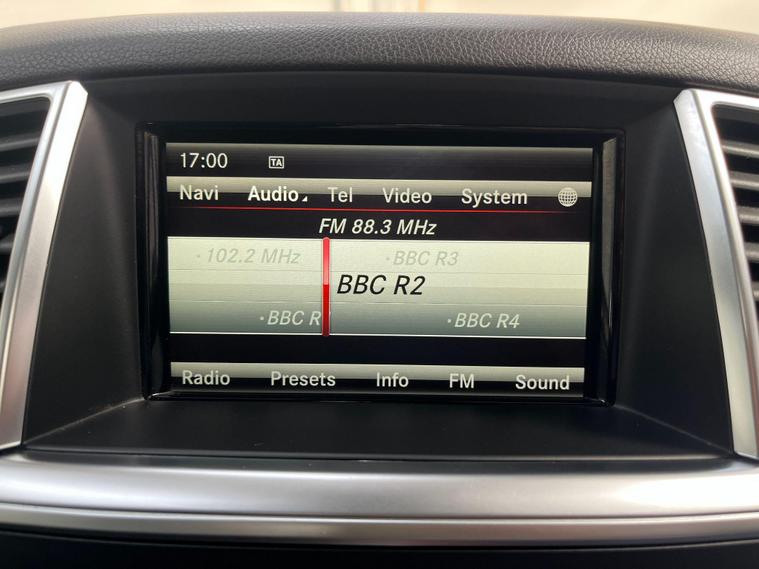 17:00 TA
Navi Audio Tel Video System
FM 88.3 MHz
·102.2 MHz ·BBC R3
BBC R2
·BBC R ·BBC R4
Radio Presets Info FM Sound